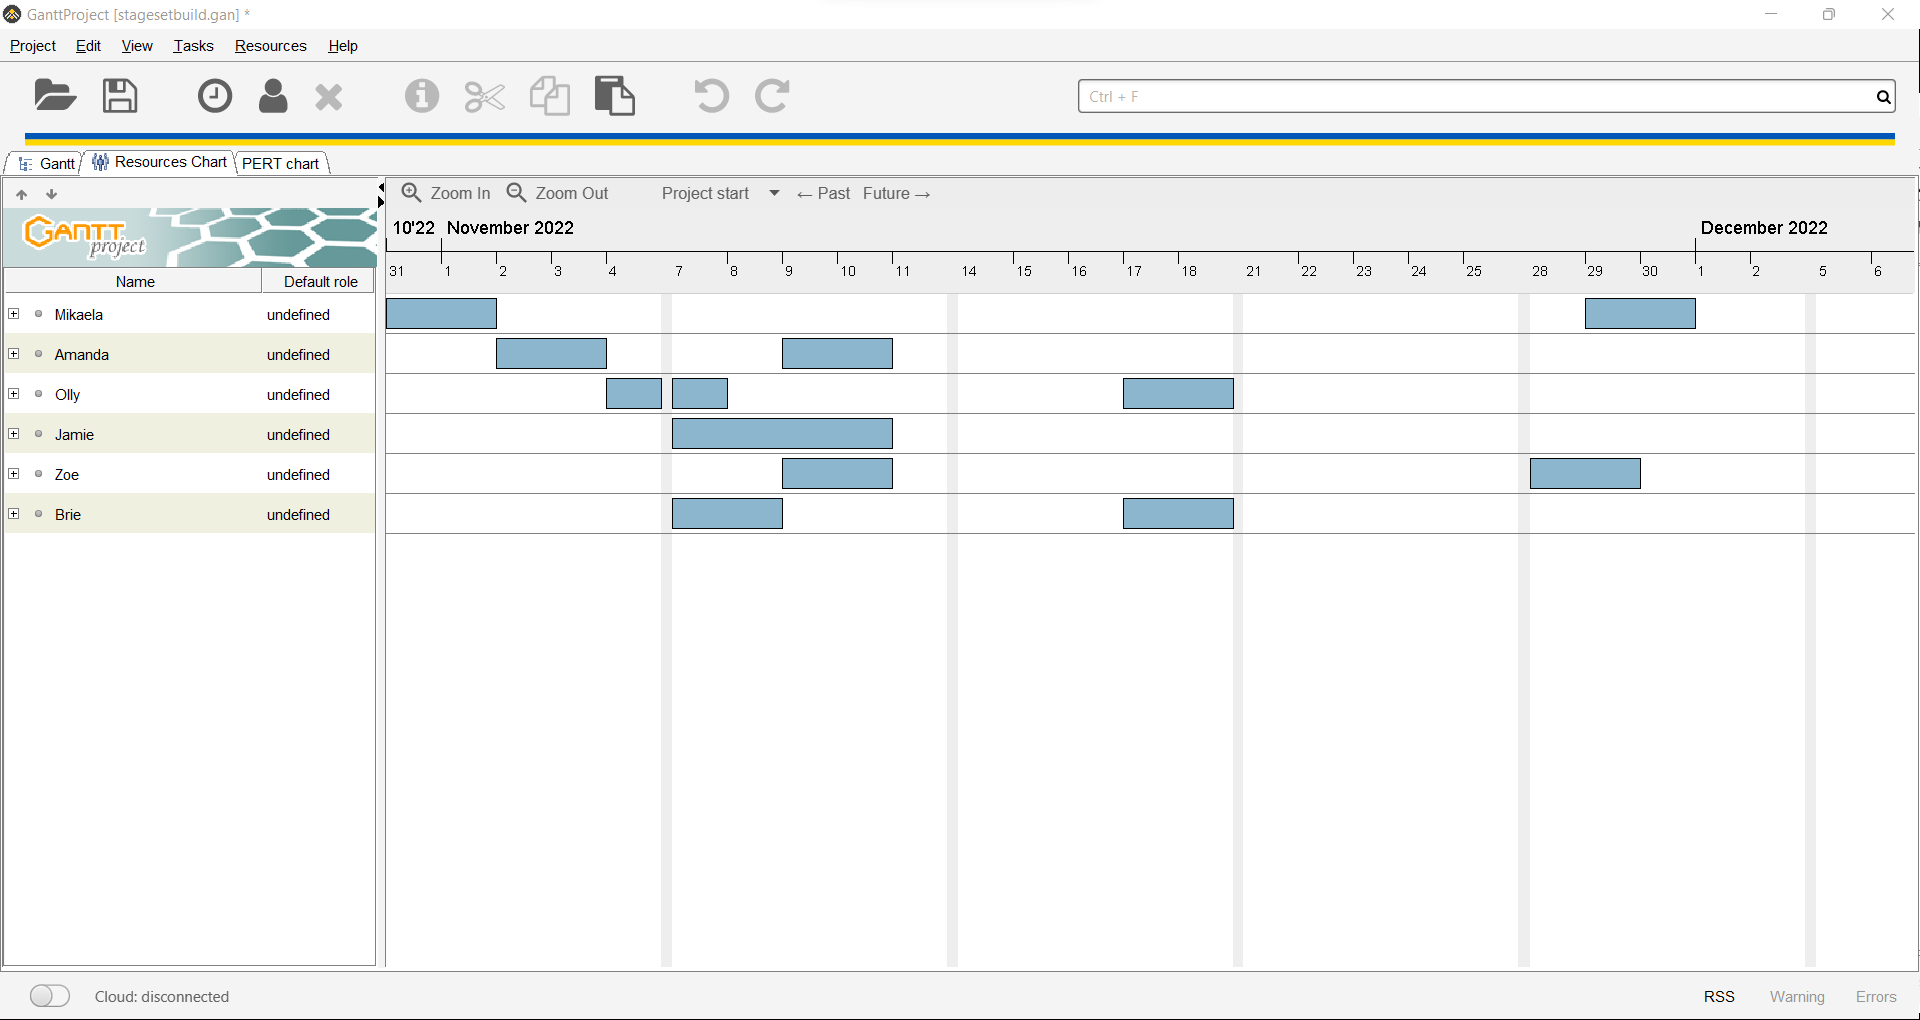 GanttProject [stagesetbuild.gan] *
Project Edit View Tasks Resources Help
Ctrl + F
Gantt Resources Chart PERT chart
Zoom In Zoom Out Project start ← Past Future →
GANTT project
10'22 November 2022 December 2022
31 1 2 3 4 7 8 9 10 11 14 15 16 17 18 21 22 23 24 25 28 29 30 1 2 5 6
Name Default role
Mikaela undefined
Amanda undefined
Olly undefined
Jamie undefined
Zoe undefined
Brie undefined
Cloud: disconnected RSS Warning Errors